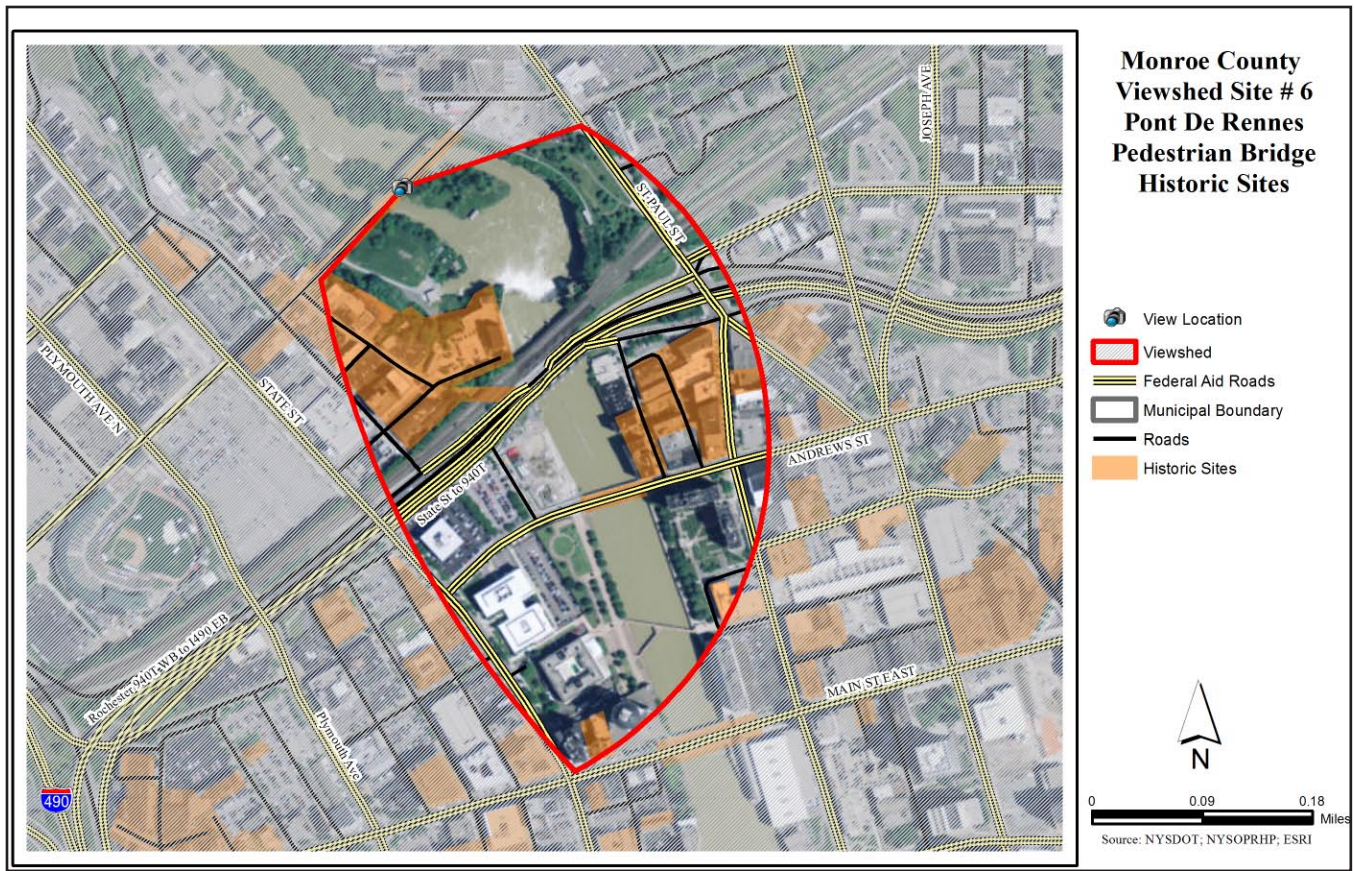 Monroe County
Viewshed Site # 6
Pont De Rennes
Pedestrian Bridge
Historic Sites
View Location
Viewshed
Federal Aid Roads
Municipal Boundary
Roads
Historic Sites
N
0 0.09 0.18
Miles
Source: NYSDOT; NYSOPRHP; ESRI
JOSEPH AVE
ST PAUL ST
PLYMOUTH AVE N
STATE ST
ANDREWS ST
State St to 940T
Rochester 940T WB to I490 EB
Plymouth Ave
MAIN ST EAST
490